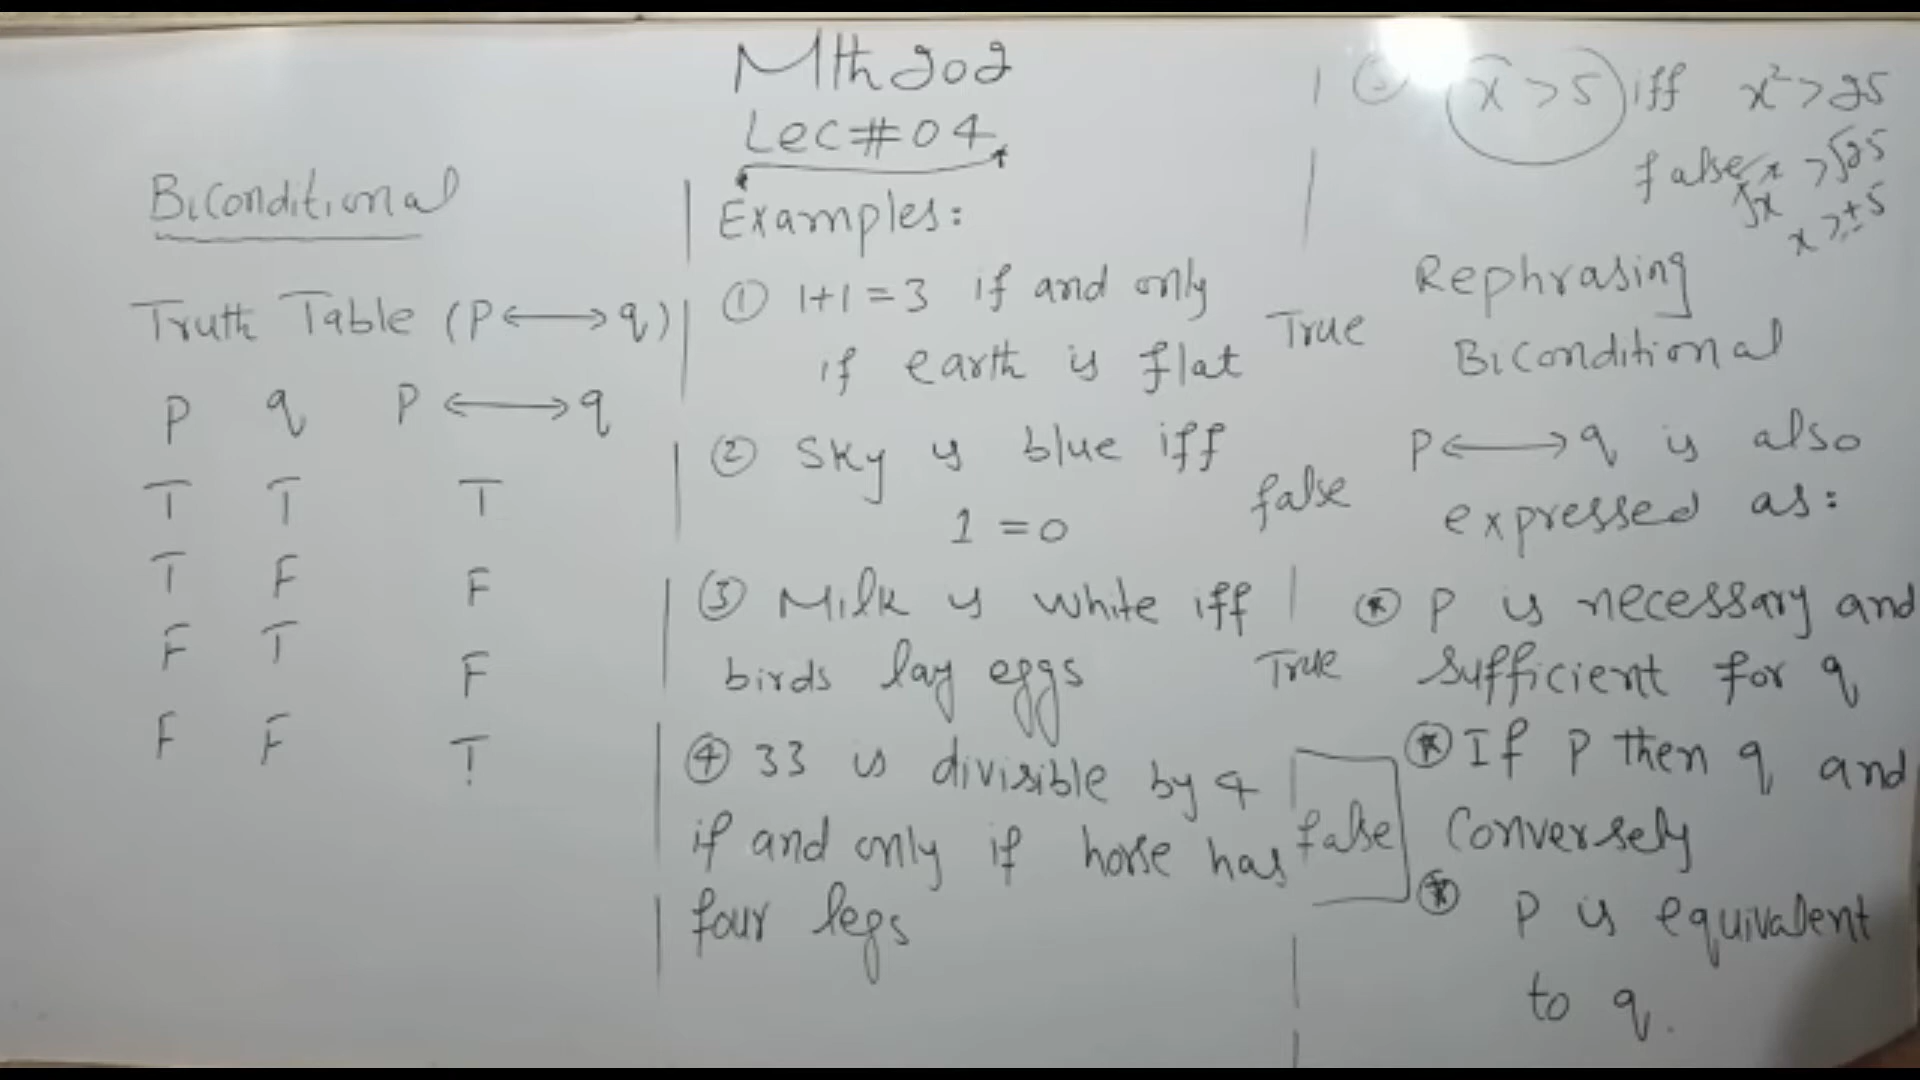 Mth202
Lec#04
Biconditional
Truth Table (P⟷q)
P q P⟷q
T T T
T F F
F T F
F F T
Examples:
① 1+1=3 if and only
if earth is flat True
② Sky is blue iff
1=0 false
③ Milk is white iff
birds lay eggs True
④ 33 is divisible by 4
if and only if horse has false
four legs
⑤ x>5 iff x²>25
false x >√25
√x
x>±5
Rephrasing
Biconditional
P⟷q is also
expressed as:
* P is necessary and
sufficient for q
* If P then q and
Conversely
* P is equivalent
to q.